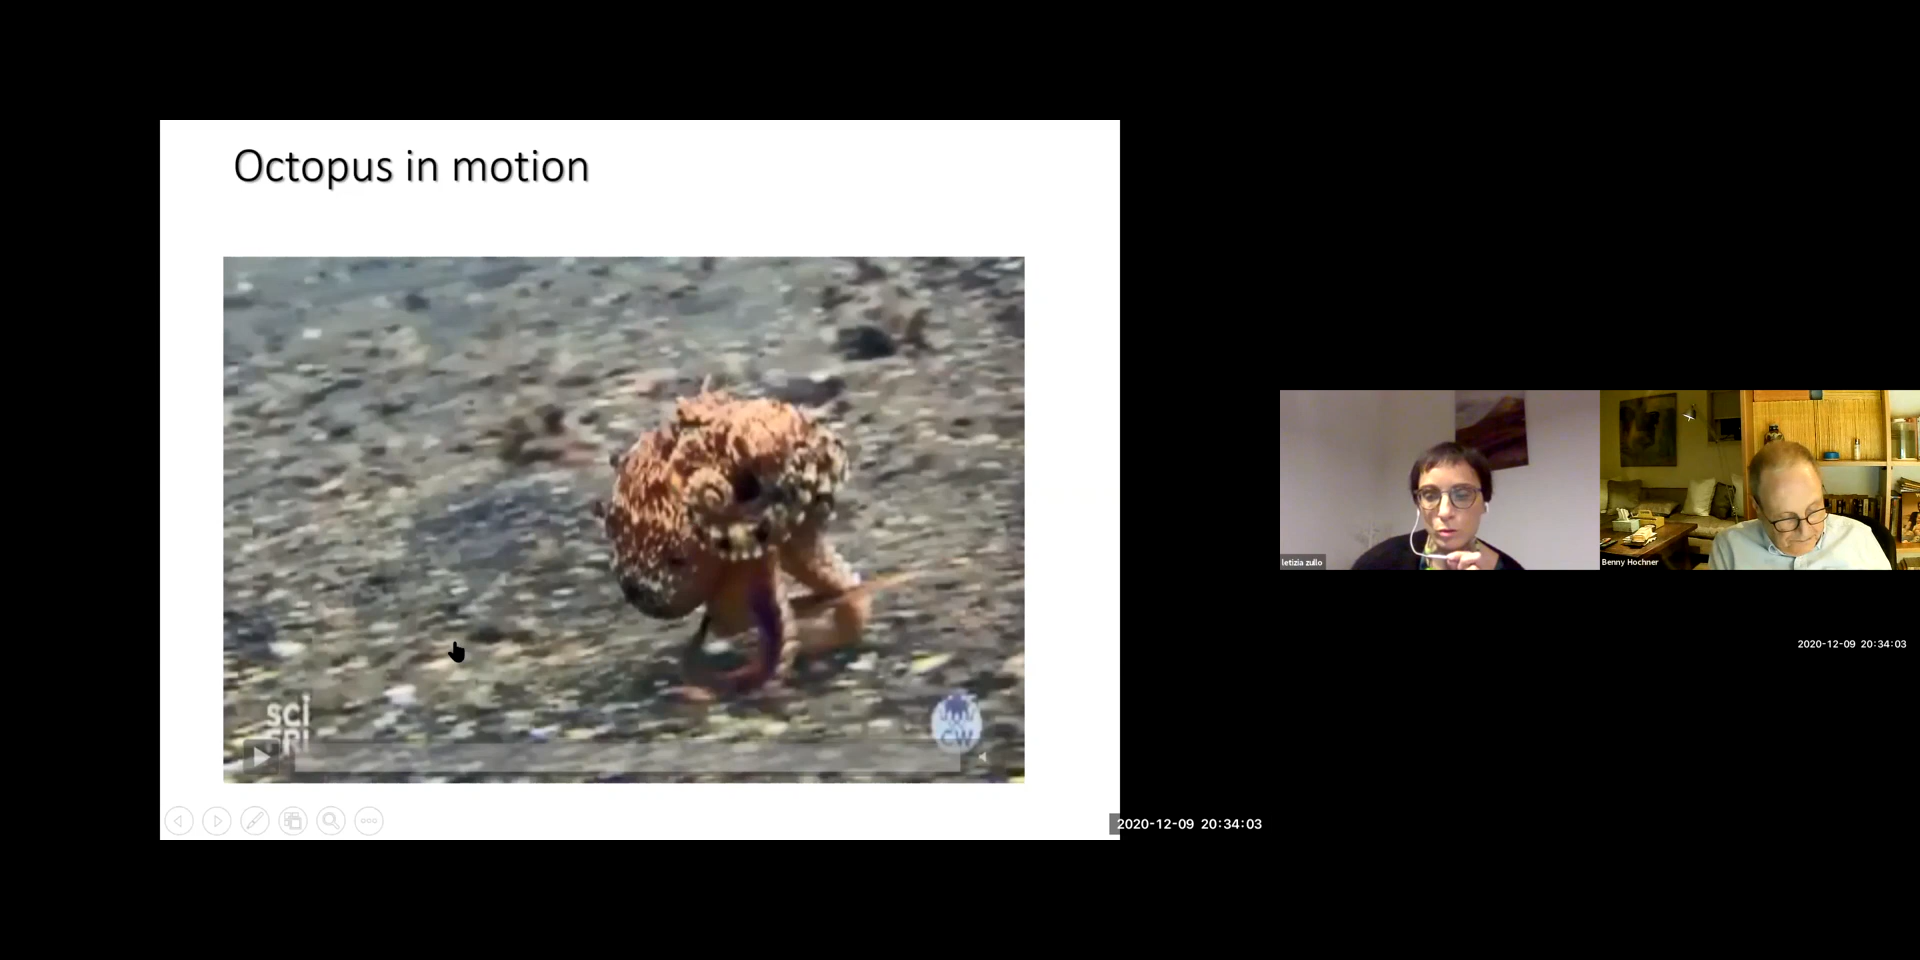 Octopus in motion
SCI
CW
2020-12-09 20:34:03
letizia zullo
Benny Hochner
2020-12-09 20:34:03